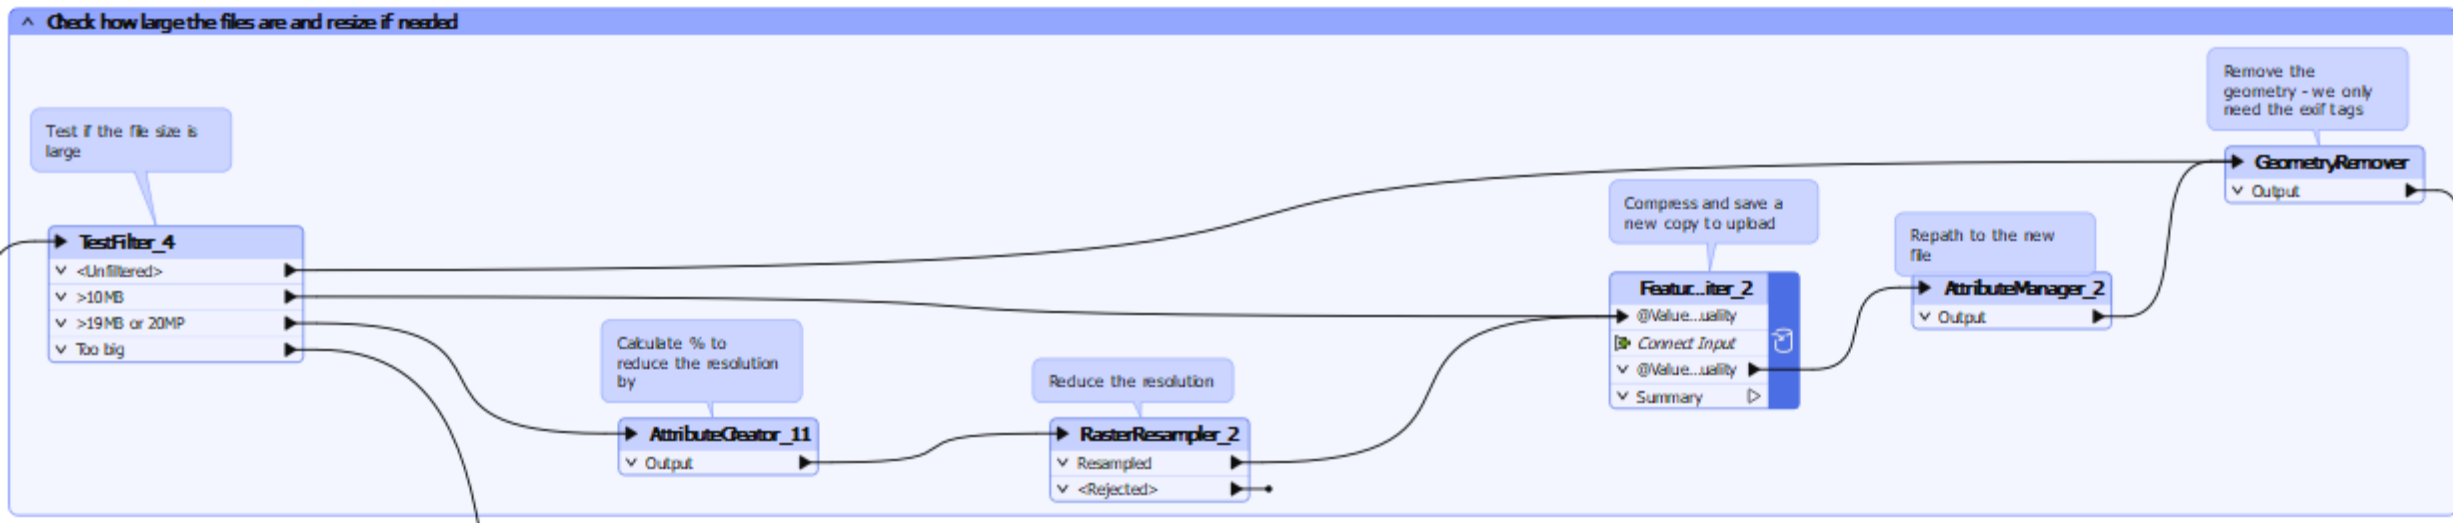 Check how large the files are and resize if needed
Remove the
geometry - we only
need the exif tags
Test if the file size is
large
GeometryRemover
Output
Compress and save a
new copy to upload
Repath to the new
file
TestFilter_4
<Unfiltered>
>10MB
>19MB or 20MP
Too big
Featur...iter_2
@Value...uality
Connect Input
@Value...uality
Summary
AttributeManager_2
Output
Calculate % to
reduce the resolution
by
Reduce the resolution
AttributeCreator_11
Output
RasterResampler_2
Resampled
<Rejected>